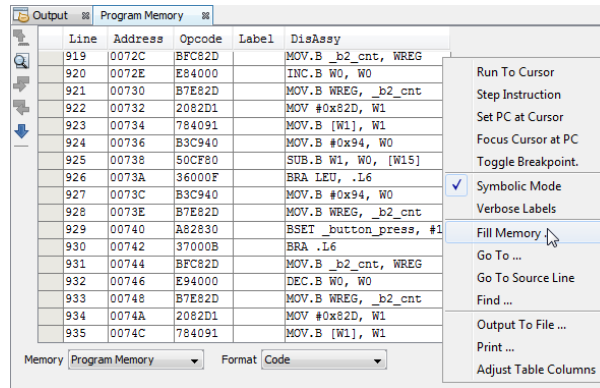 Output Program Memory
Line Address Opcode Label DisAssy
919 0072C BFC82D MOV.B _b2_cnt, WREG
920 0072E E84000 INC.B W0, W0
921 00730 B7E82D MOV.B WREG, _b2_cnt
922 00732 2082D1 MOV #0x82D, W1
923 00734 784091 MOV.B [W1], W1
924 00736 B3C940 MOV.B #0x94, W0
925 00738 50CF80 SUB.B W1, W0, [W15]
926 0073A 36000F BRA LEU, .L6
927 0073C B3C940 MOV.B #0x94, W0
928 0073E B7E82D MOV.B WREG, _b2_cnt
929 00740 A82830 BSET _button_press, #1
930 00742 37000B BRA .L6
931 00744 BFC82D MOV.B _b2_cnt, WREG
932 00746 E94000 DEC.B W0, W0
933 00748 B7E82D MOV.B WREG, _b2_cnt
934 0074A 2082D1 MOV #0x82D, W1
935 0074C 784091 MOV.B [W1], W1
Memory Program Memory Format Code
Run To Cursor
Step Instruction
Set PC at Cursor
Focus Cursor at PC
Toggle Breakpoint.
Symbolic Mode
Verbose Labels
Fill Memory ...
Go To ...
Go To Source Line
Find ...
Output To File ...
Print ...
Adjust Table Columns